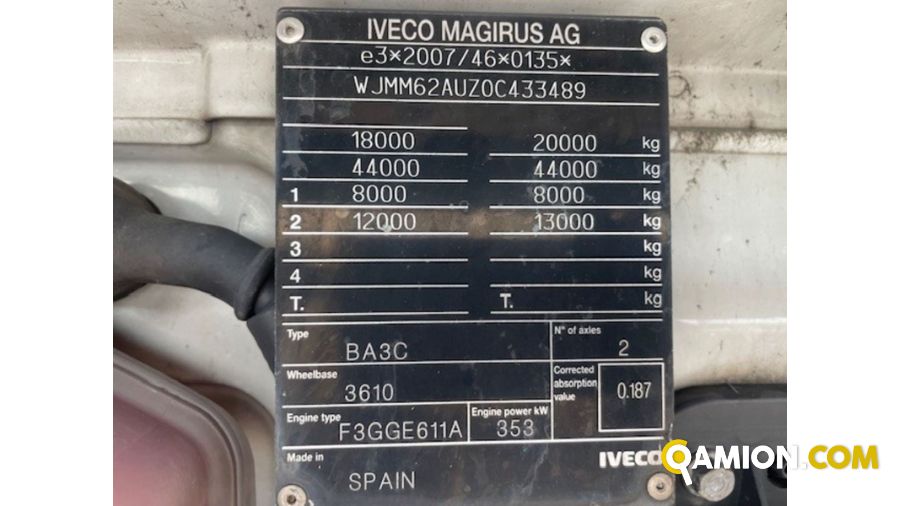 IVECO MAGIRUS AG
e3*2007/46*0135*
WJMM62AUZ0C433489
18000 20000 kg
44000 44000 kg
1 8000 8000 kg
2 12000 13000 kg
3 kg
4 kg
T. T. kg
Type BA3C N° of axles 2
Wheelbase 3610 Corrected absorption value 0.187
Engine type F3GGE611A Engine power kW 353
Made in SPAIN IVECO
QAMION.COM